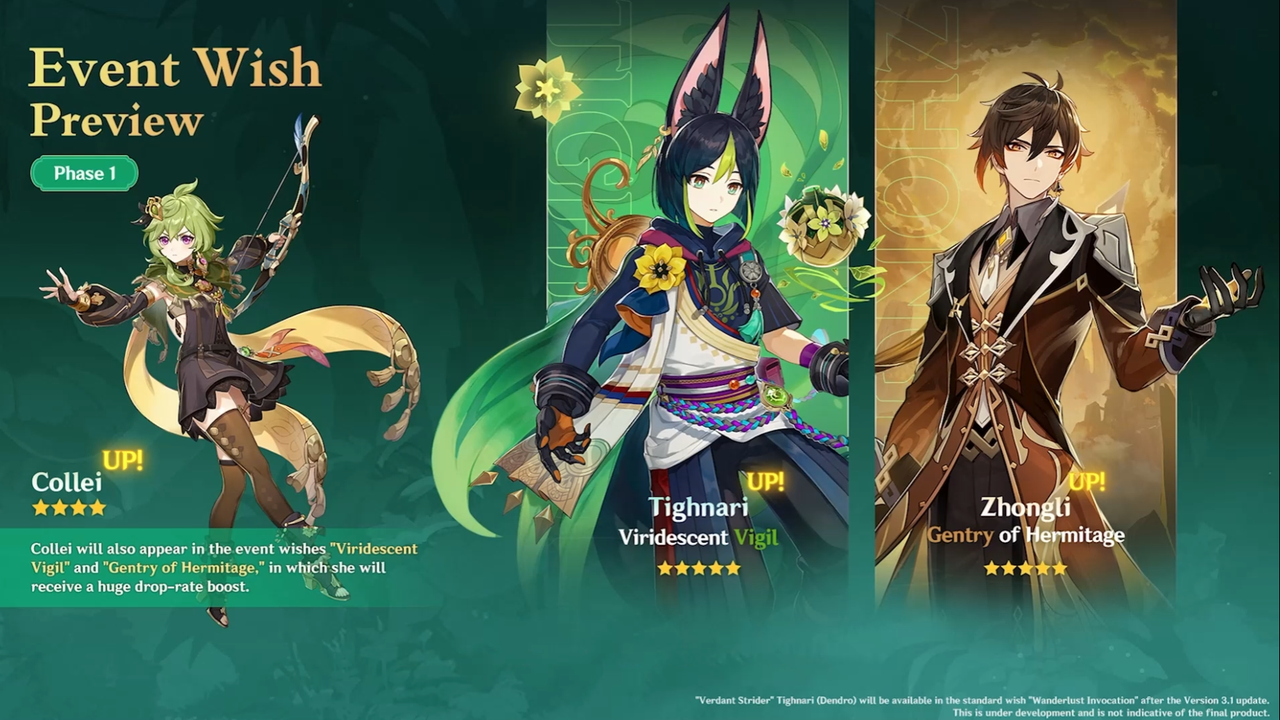 Event Wish
Preview
Phase 1
TIGHNARI
ZHONGLI
UP!
Collei
Collei will also appear in the event wishes "Viridescent
Vigil" and "Gentry of Hermitage," in which she will
receive a huge drop-rate boost.
UP!
Tighnari
Viridescent Vigil
UP!
Zhongli
Gentry of Hermitage
"Verdant Strider" Tighnari (Dendro) will be available in the standard wish "Wanderlust Invocation" after the Version 3.1 update.
This is under development and is not indicative of the final product.